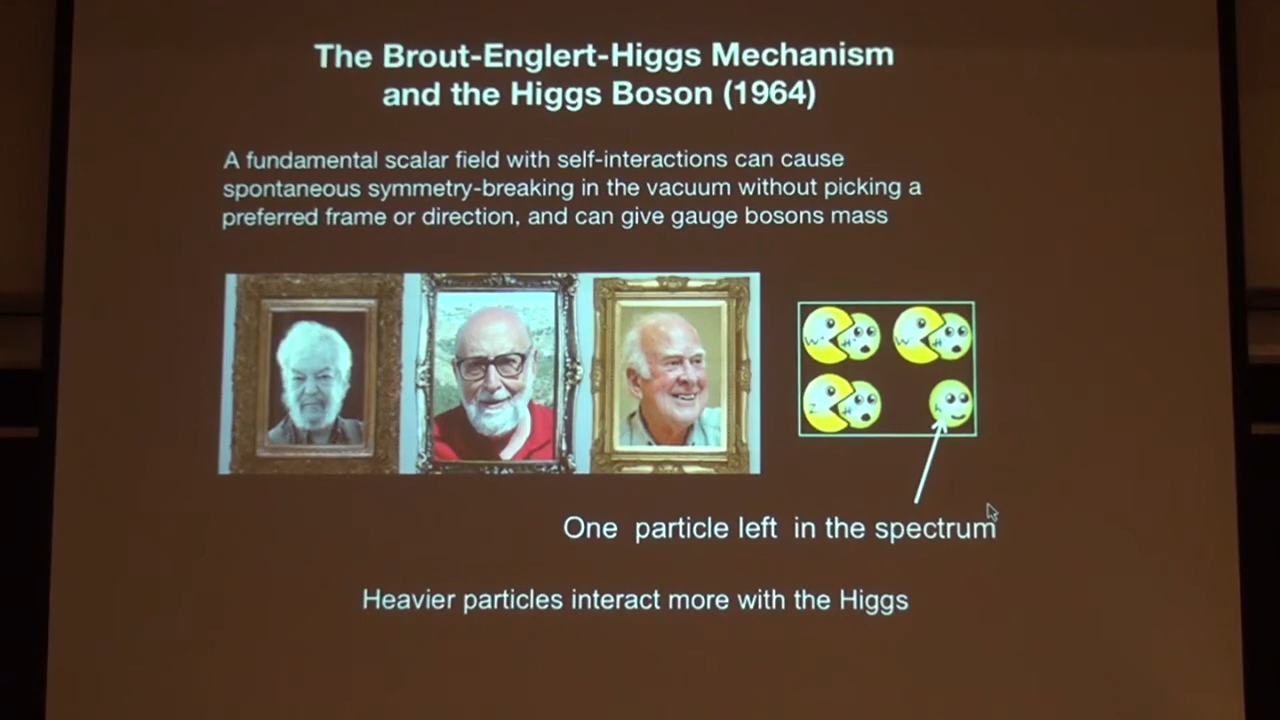 The Brout-Englert-Higgs Mechanism
and the Higgs Boson (1964)
A fundamental scalar field with self-interactions can cause
spontaneous symmetry-breaking in the vacuum without picking a
preferred frame or direction, and can give gauge bosons mass
One particle left in the spectrum
Heavier particles interact more with the Higgs